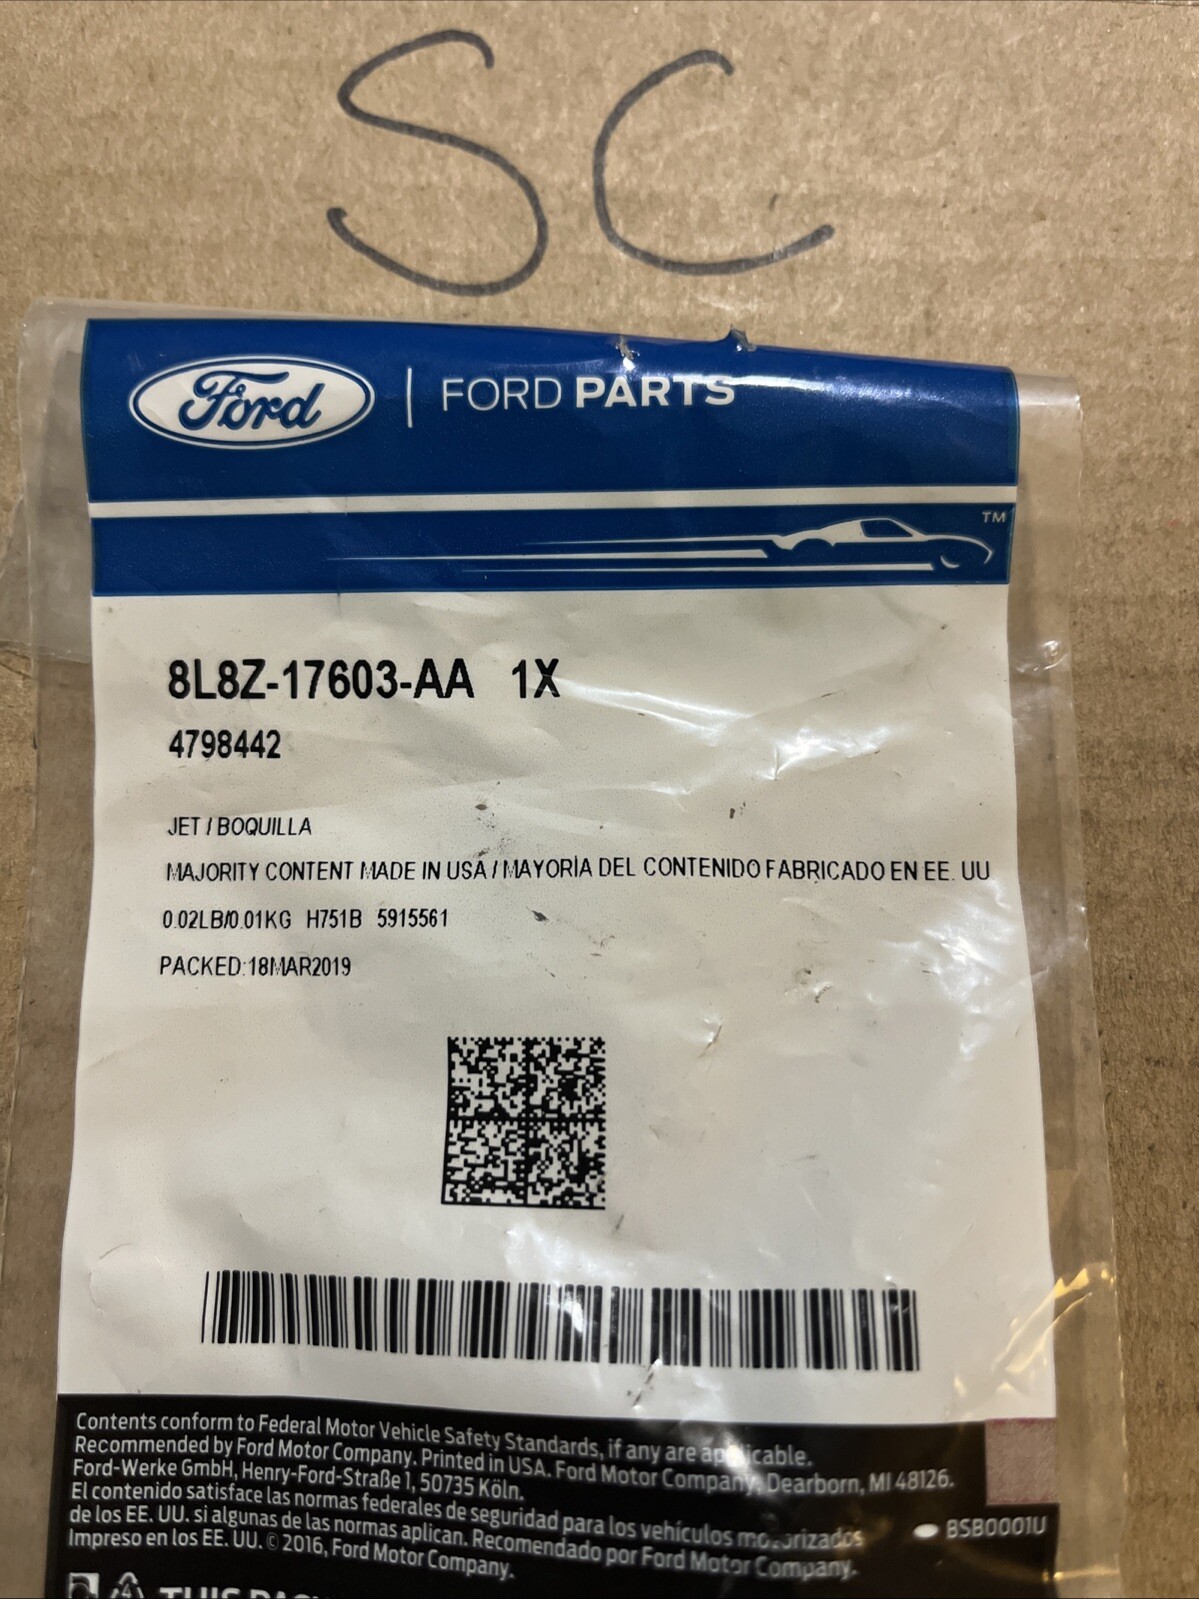 SC
Ford | FORD PARTS
TM
8L8Z-17603-AA 1X
4798442
JET / BOQUILLA
MAJORITY CONTENT MADE IN USA / MAYORÍA DEL CONTENIDO FABRICADO EN EE. UU
0.02LB/0.01KG H751B 5915561
PACKED:18MAR2019
Contents conform to Federal Motor Vehicle Safety Standards, if any are applicable.
Recommended by Ford Motor Company. Printed in USA. Ford Motor Company, Dearborn, MI 48126.
Ford-Werke GmbH, Henry-Ford-Straße 1, 50735 Köln.
El contenido satisface las normas federales de seguridad para los vehículos motorizados
de los EE. UU. si algunas de las normas aplican. Recomendado por Ford Motor Company.
Impreso en los EE. UU. © 2016, Ford Motor Company.
BSB0001U
THIS